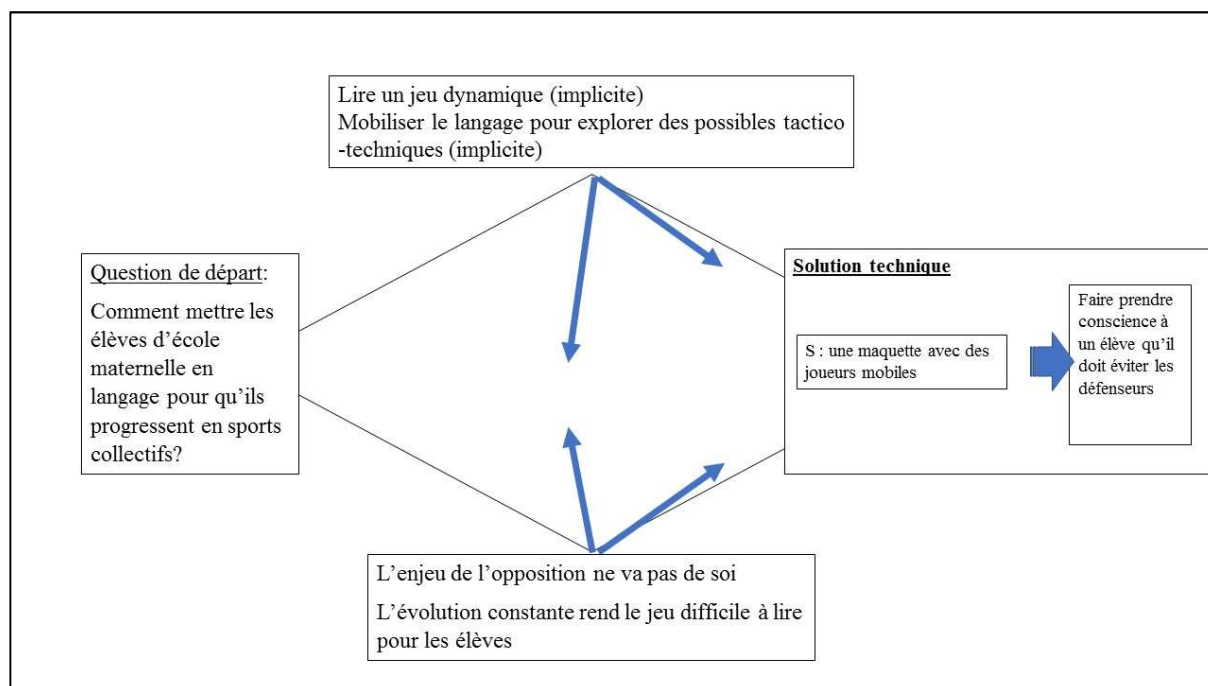 Lire un jeu dynamique (implicite)
Mobiliser le langage pour explorer des possibles tactico
-techniques (implicite)
Question de départ:
Comment mettre les
élèves d’école
maternelle en
langage pour qu’ils
progressent en sports
collectifs?
Solution technique
S : une maquette avec des
joueurs mobiles
Faire prendre
conscience à
un élève qu’il
doit éviter les
défenseurs
L’enjeu de l’opposition ne va pas de soi
L’évolution constante rend le jeu difficile à lire
pour les élèves